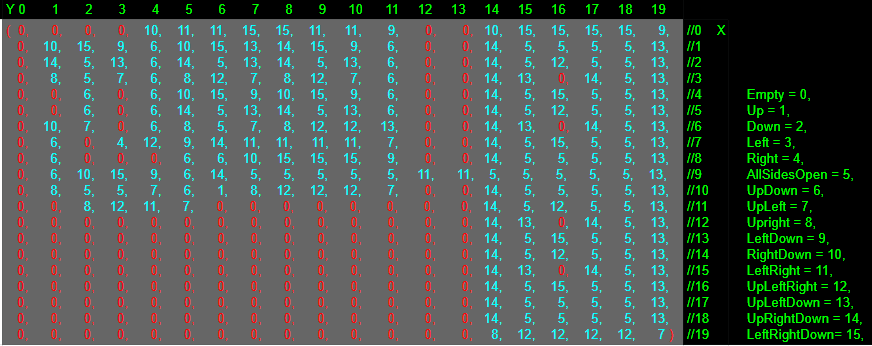 Y 0 1 2 3 4 5 6 7 8 9 10 11 12 13 14 15 16 17 18 19
( 0, 0, 0, 0, 10, 11, 11, 15, 15, 11, 11, 9, 0, 0, 10, 15, 15, 15, 15, 9, //0 X
0, 10, 15, 9, 6, 10, 15, 13, 14, 15, 9, 6, 0, 0, 14, 5, 5, 5, 5, 13, //1
0, 14, 5, 13, 6, 14, 5, 13, 14, 5, 13, 6, 0, 0, 14, 5, 12, 5, 5, 13, //2
0, 8, 5, 7, 6, 8, 12, 7, 8, 12, 7, 6, 0, 0, 14, 13, 0, 14, 5, 13, //3
0, 0, 6, 0, 6, 10, 15, 9, 10, 15, 9, 6, 0, 0, 14, 5, 15, 5, 5, 13, //4 Empty = 0,
0, 0, 6, 0, 6, 14, 5, 13, 14, 5, 13, 6, 0, 0, 14, 5, 12, 5, 5, 13, //5 Up = 1,
0, 10, 7, 0, 6, 8, 5, 7, 8, 12, 12, 13, 0, 0, 14, 13, 0, 14, 5, 13, //6 Down = 2,
0, 6, 0, 4, 12, 9, 14, 11, 11, 11, 11, 7, 0, 0, 14, 5, 15, 5, 5, 13, //7 Left = 3,
0, 6, 0, 0, 0, 6, 6, 10, 15, 15, 15, 9, 0, 0, 14, 5, 5, 5, 5, 13, //8 Right = 4,
0, 6, 10, 15, 9, 6, 14, 5, 5, 5, 5, 5, 11, 11, 5, 5, 5, 5, 5, 13, //9 AllSidesOpen = 5,
0, 8, 5, 5, 7, 6, 1, 8, 12, 12, 12, 7, 0, 0, 14, 5, 5, 5, 5, 13, //10 UpDown = 6,
0, 0, 8, 12, 11, 7, 0, 0, 0, 0, 0, 0, 0, 0, 14, 5, 12, 5, 5, 13, //11 UpLeft = 7,
0, 0, 0, 0, 0, 0, 0, 0, 0, 0, 0, 0, 0, 0, 14, 13, 0, 14, 5, 13, //12 Upright = 8,
0, 0, 0, 0, 0, 0, 0, 0, 0, 0, 0, 0, 0, 0, 14, 5, 15, 5, 5, 13, //13 LeftDown = 9,
0, 0, 0, 0, 0, 0, 0, 0, 0, 0, 0, 0, 0, 0, 14, 5, 12, 5, 5, 13, //14 RightDown = 10,
0, 0, 0, 0, 0, 0, 0, 0, 0, 0, 0, 0, 0, 0, 14, 13, 0, 14, 5, 13, //15 LeftRight = 11,
0, 0, 0, 0, 0, 0, 0, 0, 0, 0, 0, 0, 0, 0, 14, 5, 15, 5, 5, 13, //16 UpLeftRight = 12,
0, 0, 0, 0, 0, 0, 0, 0, 0, 0, 0, 0, 0, 0, 14, 5, 5, 5, 5, 13, //17 UpLeftDown = 13,
0, 0, 0, 0, 0, 0, 0, 0, 0, 0, 0, 0, 0, 0, 14, 5, 5, 5, 5, 13, //18 UpRightDown = 14,
0, 0, 0, 0, 0, 0, 0, 0, 0, 0, 0, 0, 0, 0, 8, 12, 12, 12, 12, 7 ) //19 LeftRightDown= 15,